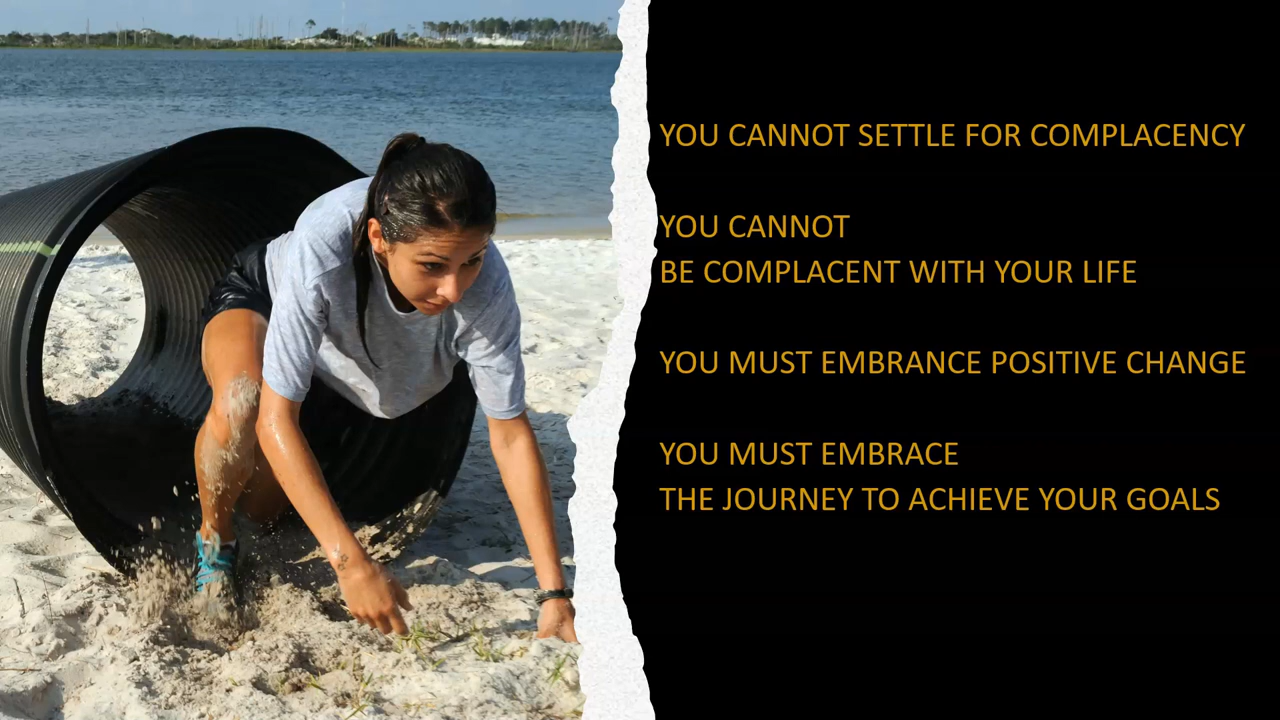 YOU CANNOT SETTLE FOR COMPLACENCY
YOU CANNOT
BE COMPLACENT WITH YOUR LIFE
YOU MUST EMBRANCE POSITIVE CHANGE
YOU MUST EMBRACE
THE JOURNEY TO ACHIEVE YOUR GOALS